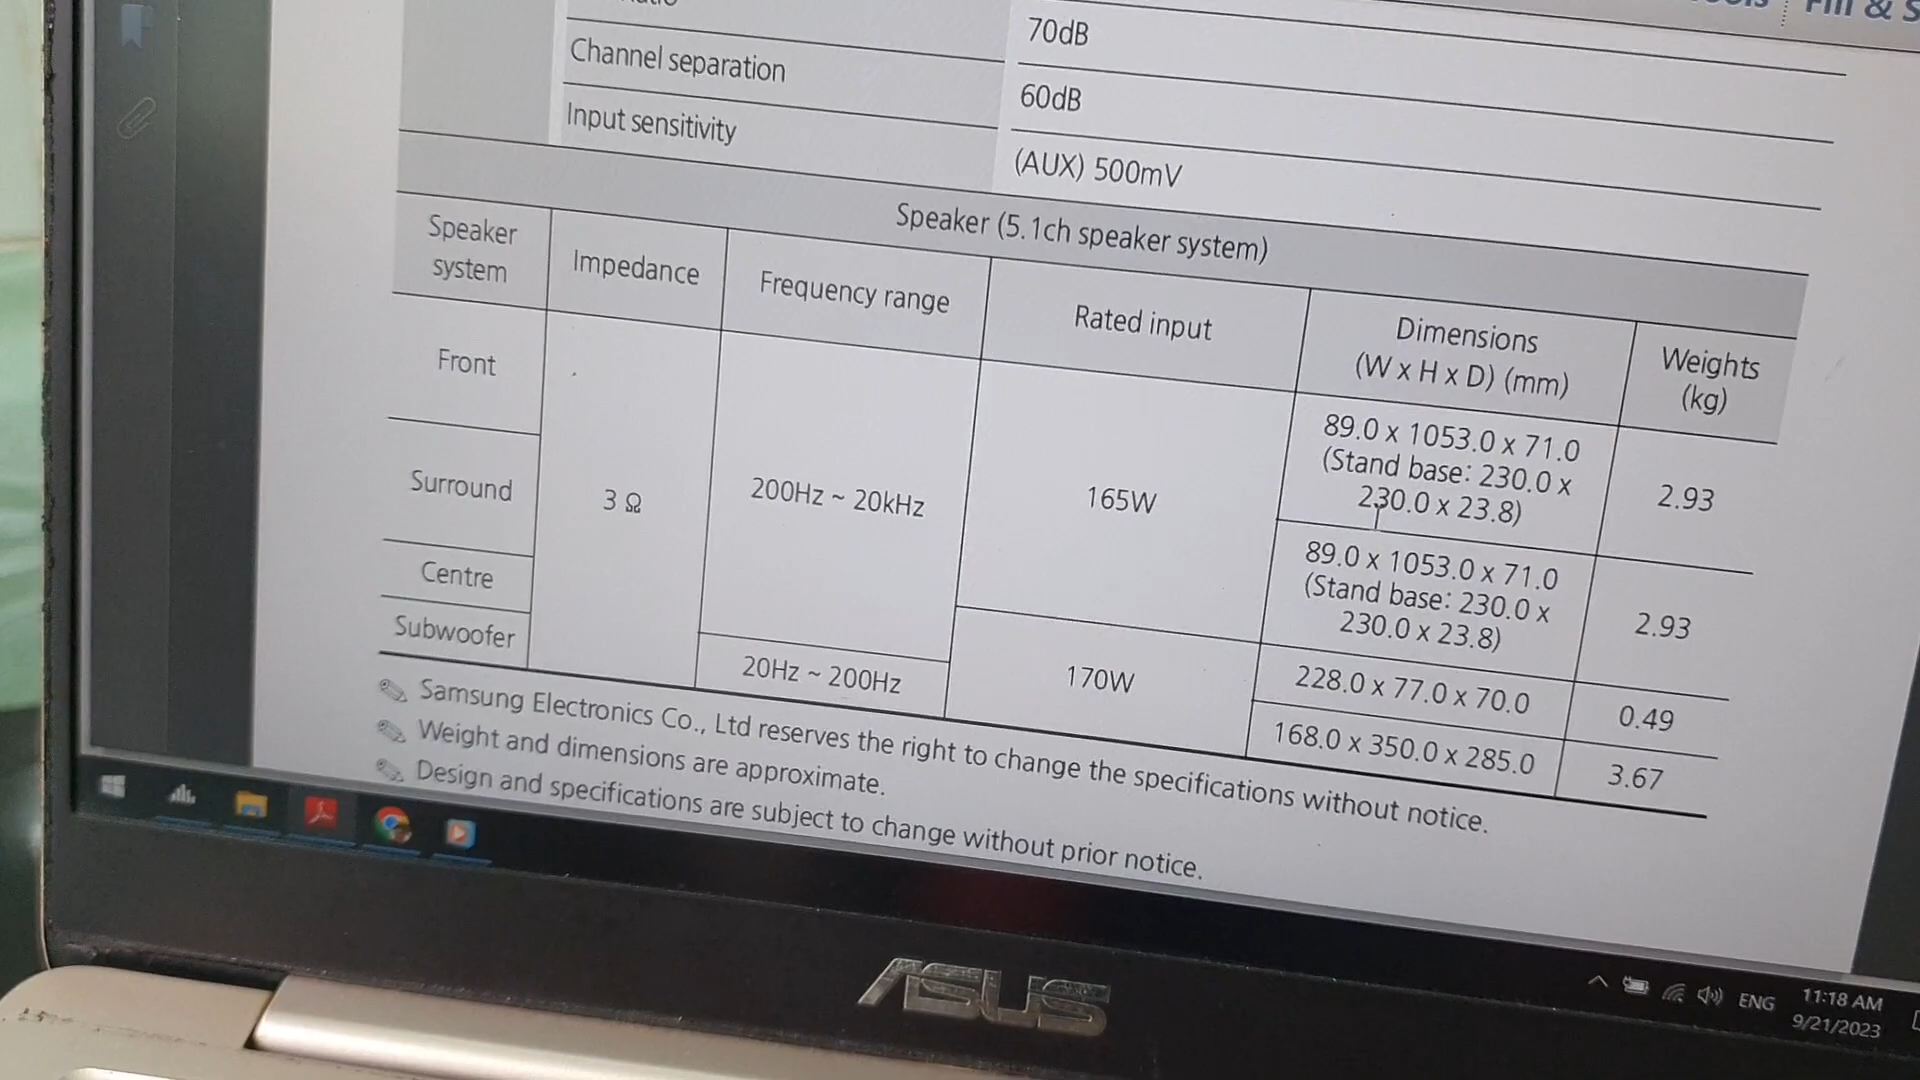 Fill & S
70dB
Channel separation
60dB
Input sensitivity
(AUX) 500mV
Speaker (5.1ch speaker system)
Speaker
system
Impedance
Frequency range
Rated input
Dimensions
(W x H x D) (mm)
Weights
(kg)
Front
89.0 x 1053.0 x 71.0
(Stand base: 230.0 x
230.0 x 23.8)
2.93
Surround
3 Ω
200Hz ~ 20kHz
165W
89.0 x 1053.0 x 71.0
(Stand base: 230.0 x
230.0 x 23.8)
2.93
Centre
228.0 x 77.0 x 70.0
0.49
Subwoofer
20Hz ~ 200Hz
170W
168.0 x 350.0 x 285.0
3.67
Samsung Electronics Co., Ltd reserves the right to change the specifications without notice.
Weight and dimensions are approximate.
Design and specifications are subject to change without prior notice.
ENG
11:18 AM
9/21/2023
ASUS